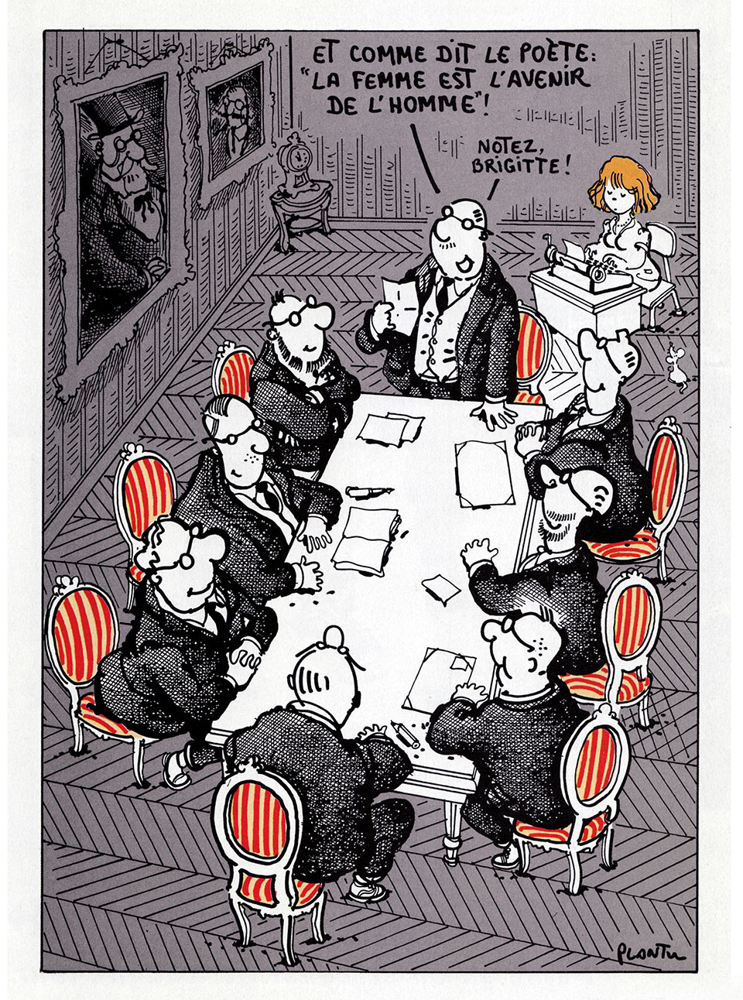 ET COMME DIT LE POÈTE:
"LA FEMME EST L'AVENIR
DE L'HOMME"!
NOTEZ,
BRIGITTE!
PLANTU